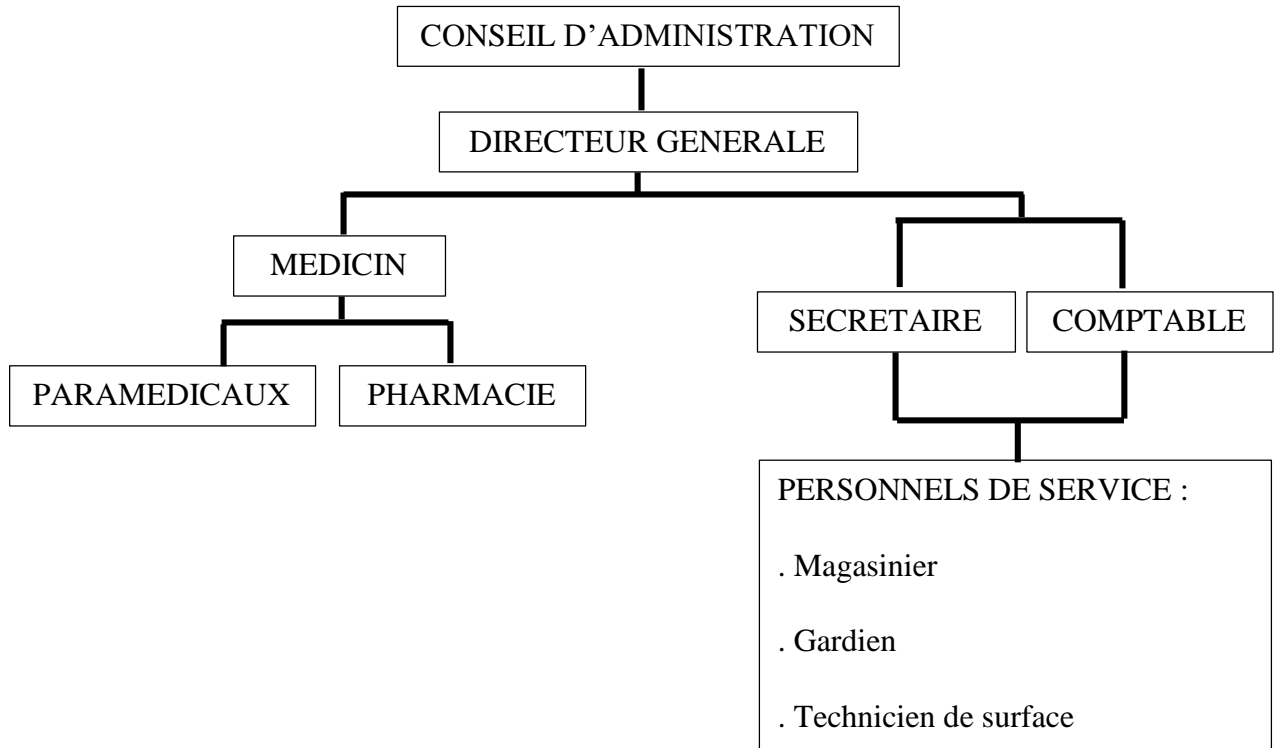 CONSEIL D’ADMINISTRATION
DIRECTEUR GENERALE
MEDICIN
SECRETAIRE
COMPTABLE
PARAMEDICAUX
PHARMACIE
PERSONNELS DE SERVICE :
. Magasinier
. Gardien
. Technicien de surface